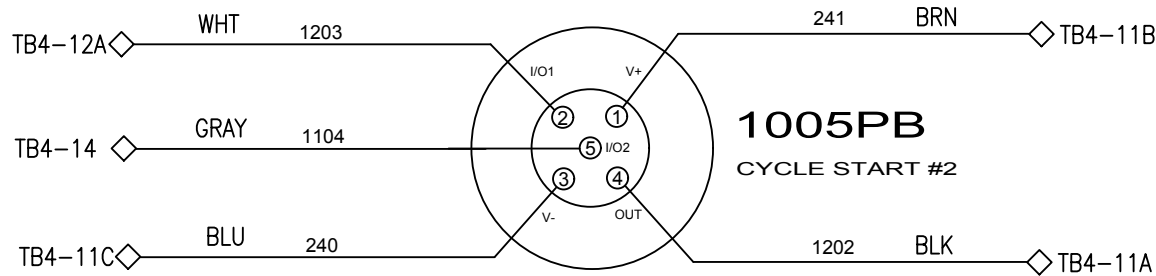 WHT 1203 241 BRN
TB4-12A TB4-11B
I/O1 V+
2 1
1005PB
GRAY 1104
TB4-14 5 I/O2
CYCLE START #2
3 4
V- OUT
BLU 240 1202 BLK
TB4-11C TB4-11A